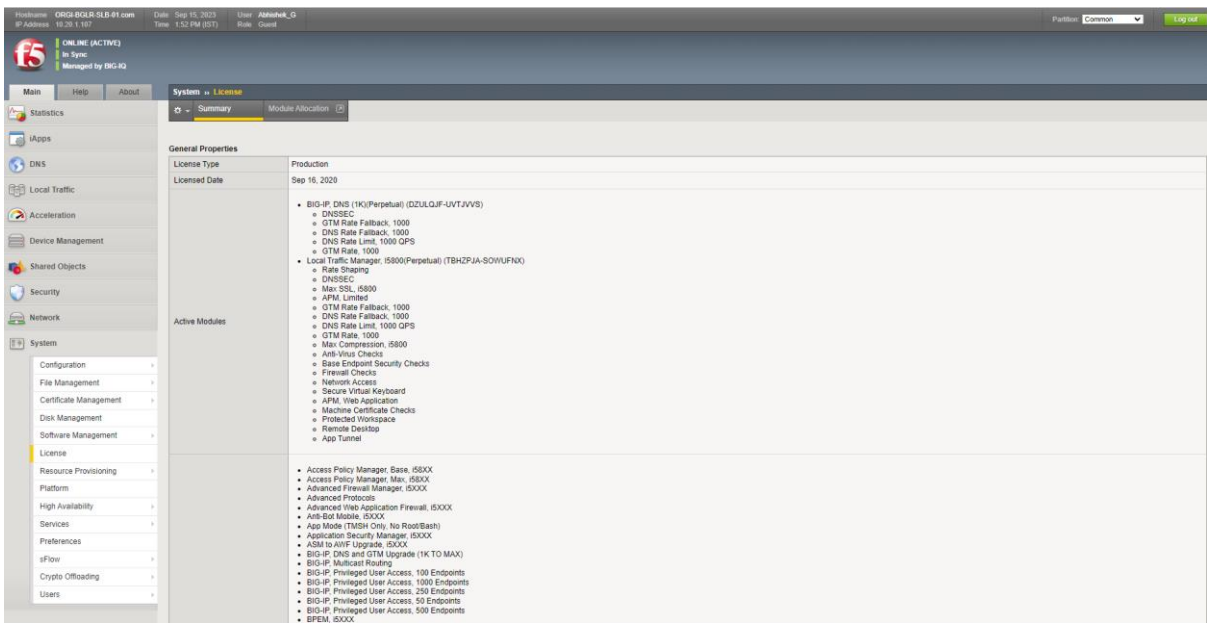 Hostname ORGI-BGLR-SLB-01.com Date Sep 15, 2023 User Abhishek_G
IP Address 10.20.1.107 Time 1:52 PM (IST) Role Guest
Partition: Common Log out
f5
ONLINE (ACTIVE)
In Sync
Managed by BIG-IQ
Main Help About
System » License
Summary Module Allocation
Statistics
iApps
DNS
Local Traffic
Acceleration
Device Management
Shared Objects
Security
Network
System
Configuration
File Management
Certificate Management
Disk Management
Software Management
License
Resource Provisioning
Platform
High Availability
Services
Preferences
sFlow
Crypto Offloading
Users
General Properties
License Type Production
Licensed Date Sep 16, 2020
Active Modules
• BIG-IP, DNS (1K)(Perpetual) (DZULQJF-UVTJVVS)
o DNSSEC
o GTM Rate Fallback, 1000
o DNS Rate Fallback, 1000
o DNS Rate Limit, 1000 QPS
o GTM Rate, 1000
• Local Traffic Manager, I5800(Perpetual) (TBHZPJA-SOWUFNX)
o Rate Shaping
o DNSSEC
o Max SSL, i5800
o APM, Limited
o GTM Rate Fallback, 1000
o DNS Rate Fallback, 1000
o DNS Rate Limit, 1000 QPS
o GTM Rate, 1000
o Max Compression, i5800
o Anti-Virus Checks
o Base Endpoint Security Checks
o Firewall Checks
o Network Access
o Secure Virtual Keyboard
o APM, Web Application
o Machine Certificate Checks
o Protected Workspace
o Remote Desktop
o App Tunnel
• Access Policy Manager, Base, i58XX
• Access Policy Manager, Max, i58XX
• Advanced Firewall Manager, i5XXX
• Advanced Protocols
• Advanced Web Application Firewall, i5XXX
• Anti-Bot Mobile, i5XXX
• App Mode (TMSH Only, No Root/Bash)
• Application Security Manager, i5XXX
• ASM to AWF Upgrade, i5XXX
• BIG-IP, DNS and GTM Upgrade (1K TO MAX)
• BIG-IP, Multicast Routing
• BIG-IP, Privileged User Access, 100 Endpoints
• BIG-IP, Privileged User Access, 1000 Endpoints
• BIG-IP, Privileged User Access, 250 Endpoints
• BIG-IP, Privileged User Access, 50 Endpoints
• BIG-IP, Privileged User Access, 500 Endpoints
• BPEM, i5XXX